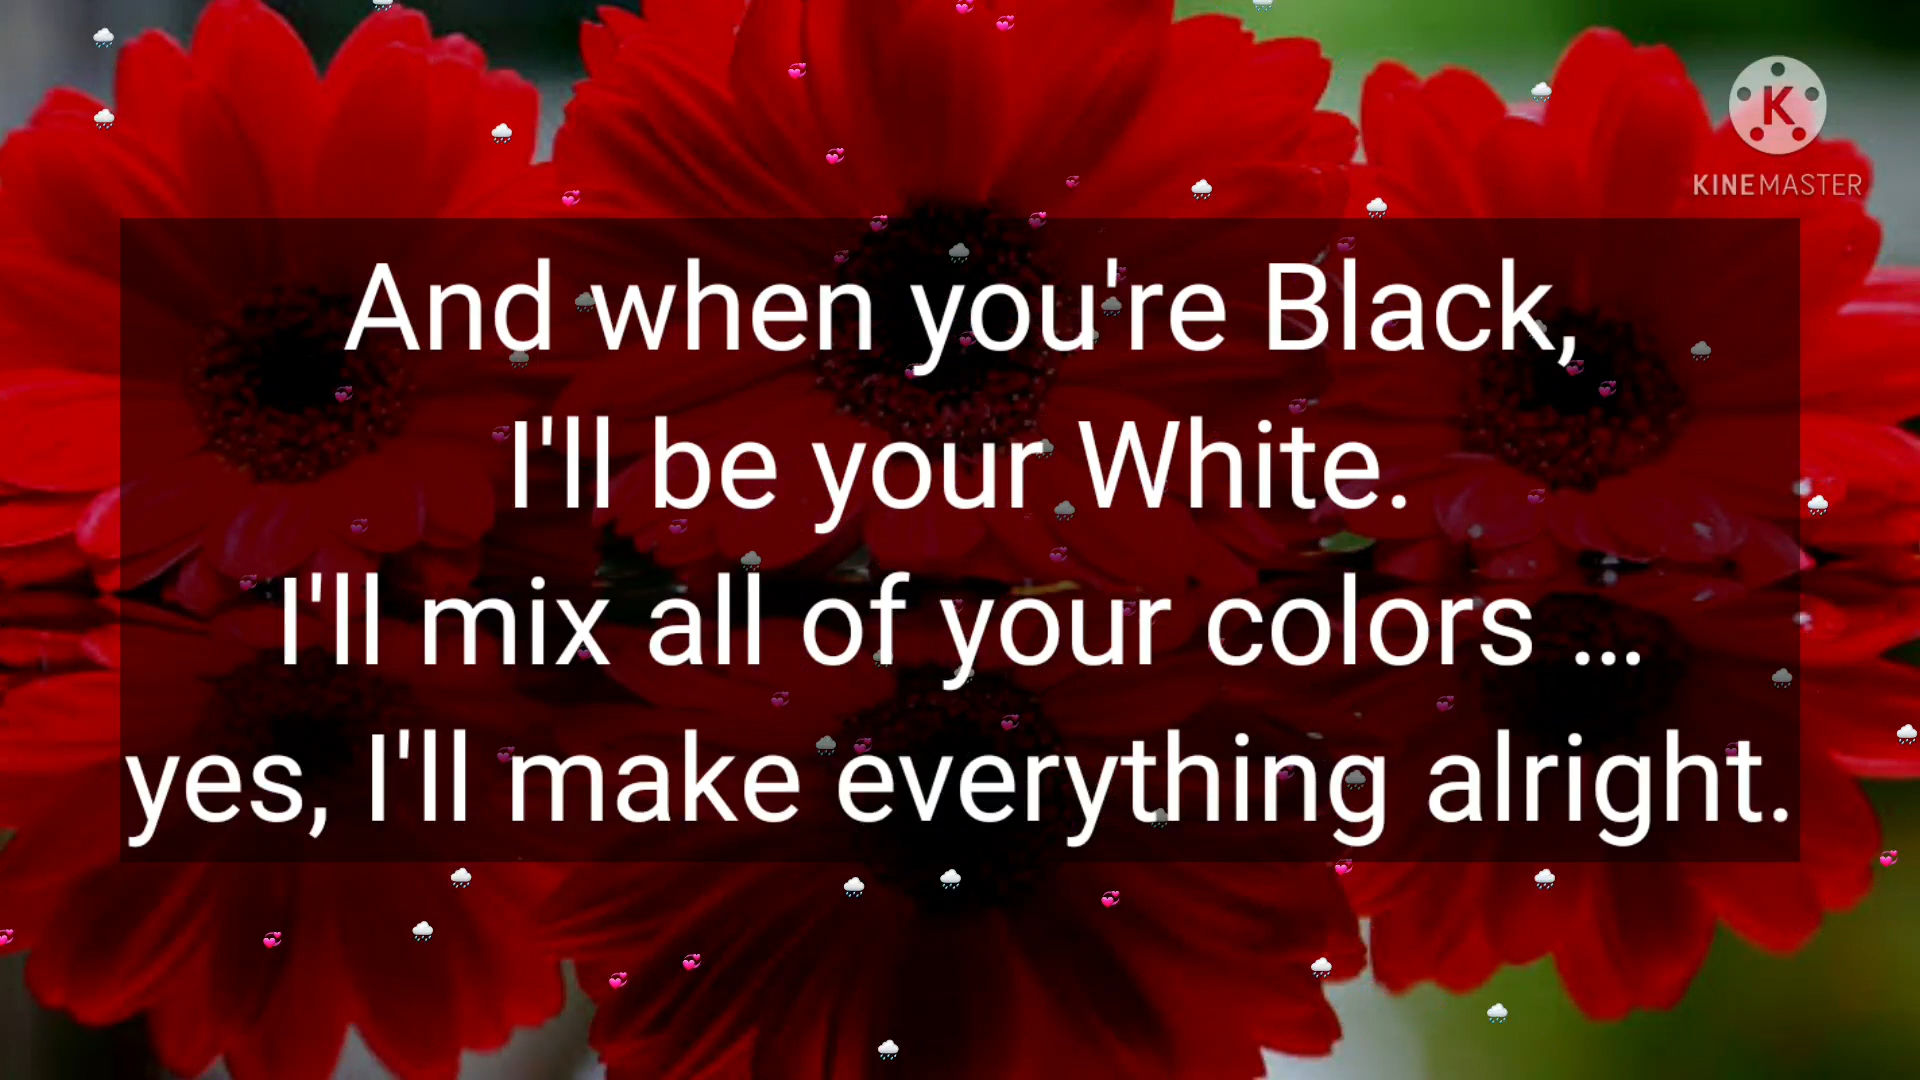 K
KINEMASTER
And when you're Black,
I'll be your White.
I'll mix all of your colors ...
yes, I'll make everything alright.